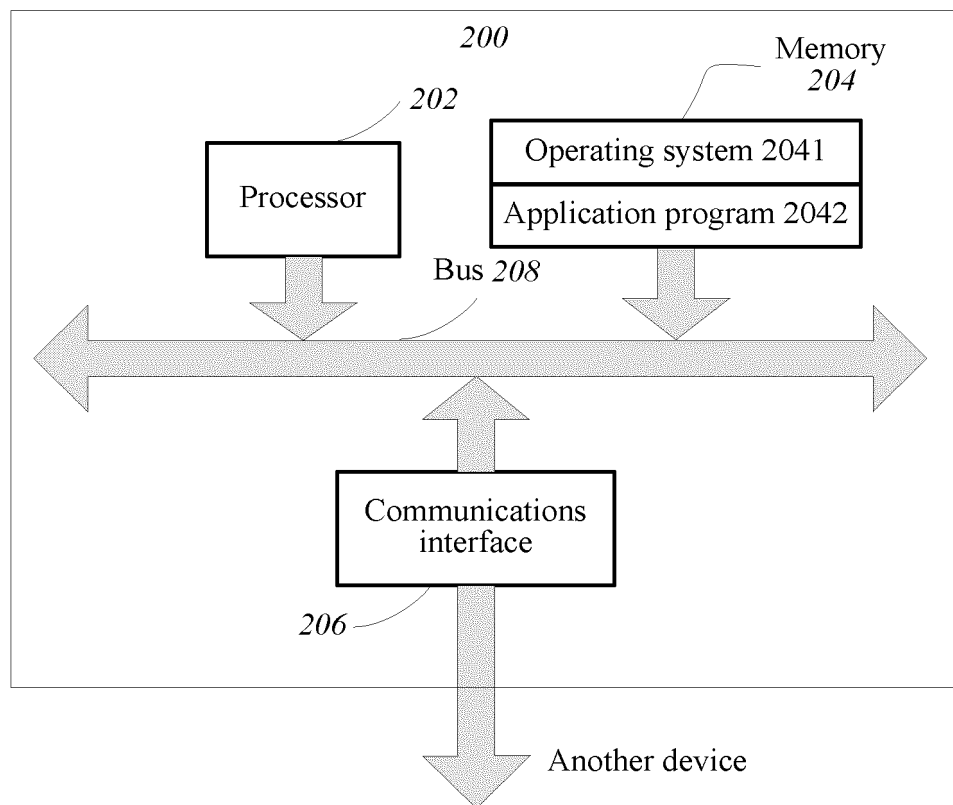 200
Memory
204
202
Operating system 2041
Processor
Application program 2042
Bus 208
Communications
interface
206
Another device